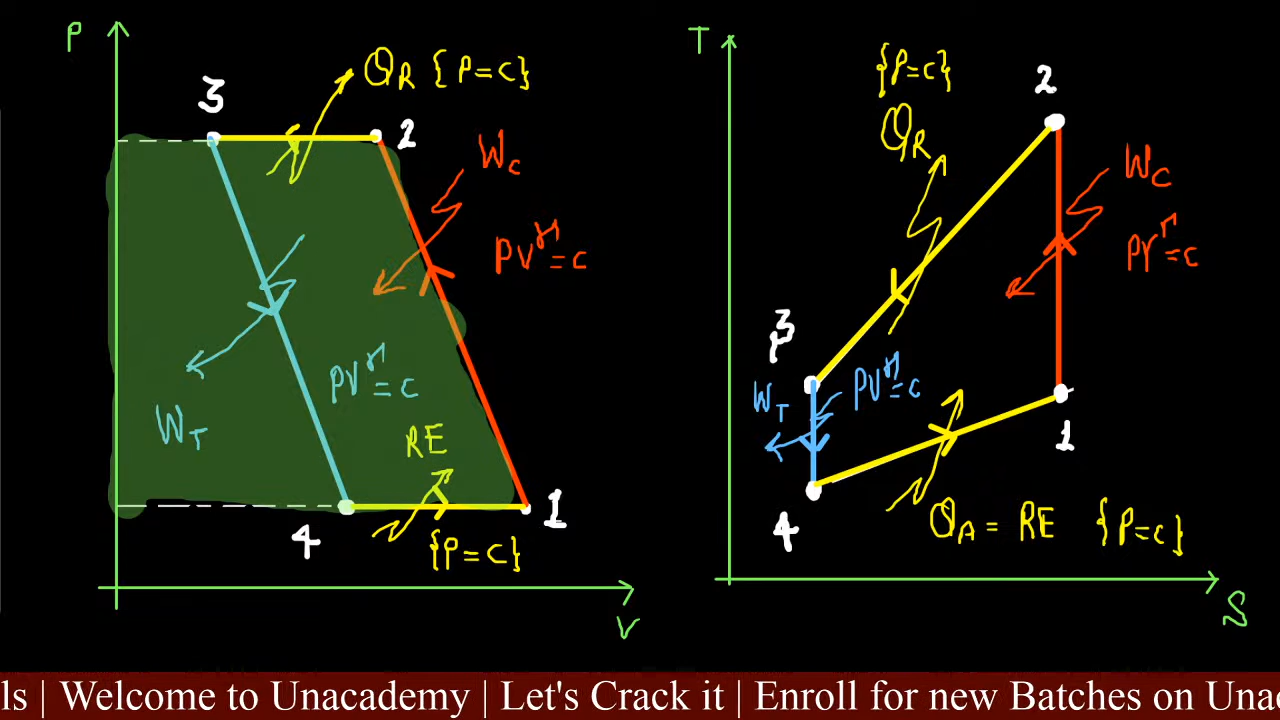 P
3
Q_R {P=C}
2
W_C
PV^γ=C
W_T
PV^γ=C
RE
4
{P=C}
1
V
T
{P=C}
Q_R
2
W_C
PV^γ=C
3
W_T
PV^γ=C
1
4
Q_A = RE {P=C}
S
ls | Welcome to Unacademy | Let's Crack it | Enroll for new Batches on Una